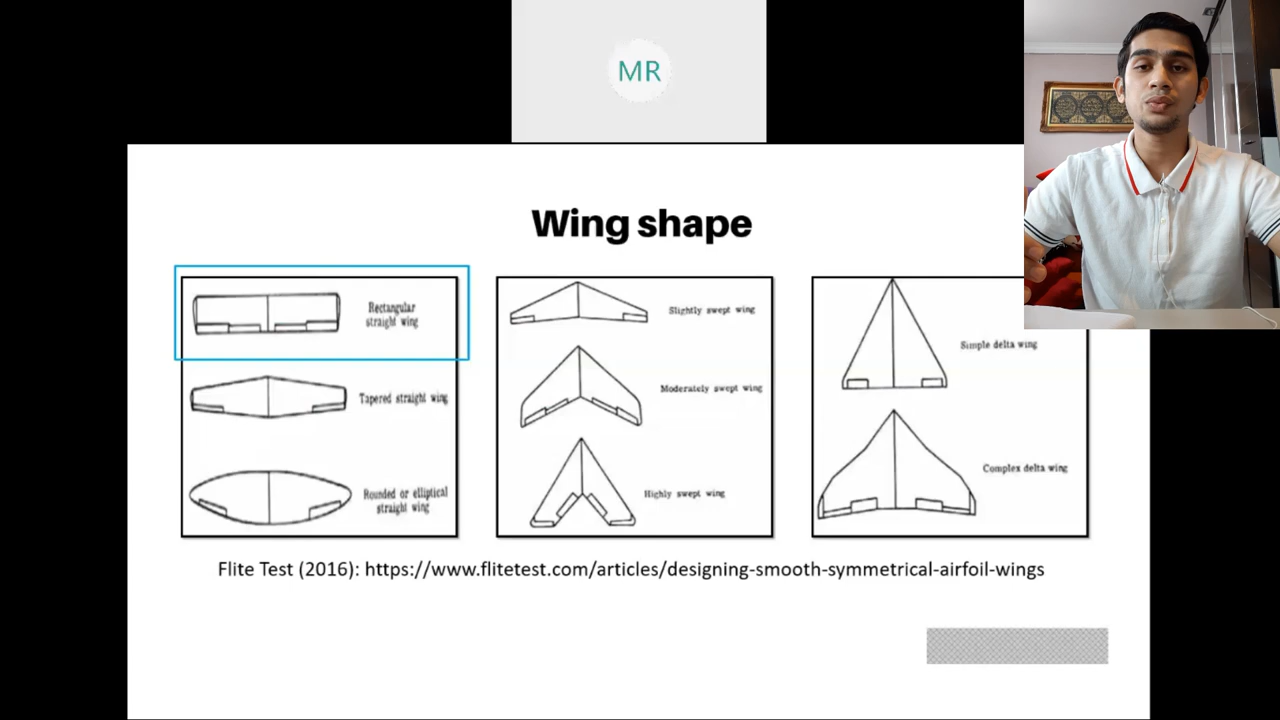 MR
Wing shape
Rectangular
straight wing
Tapered straight wing
Rounded or elliptical
straight wing
Slightly swept wing
Moderately swept wing
Highly swept wing
Simple delta wing
Complex delta wing
Flite Test (2016): https://www.flitetest.com/articles/designing-smooth-symmetrical-airfoil-wings